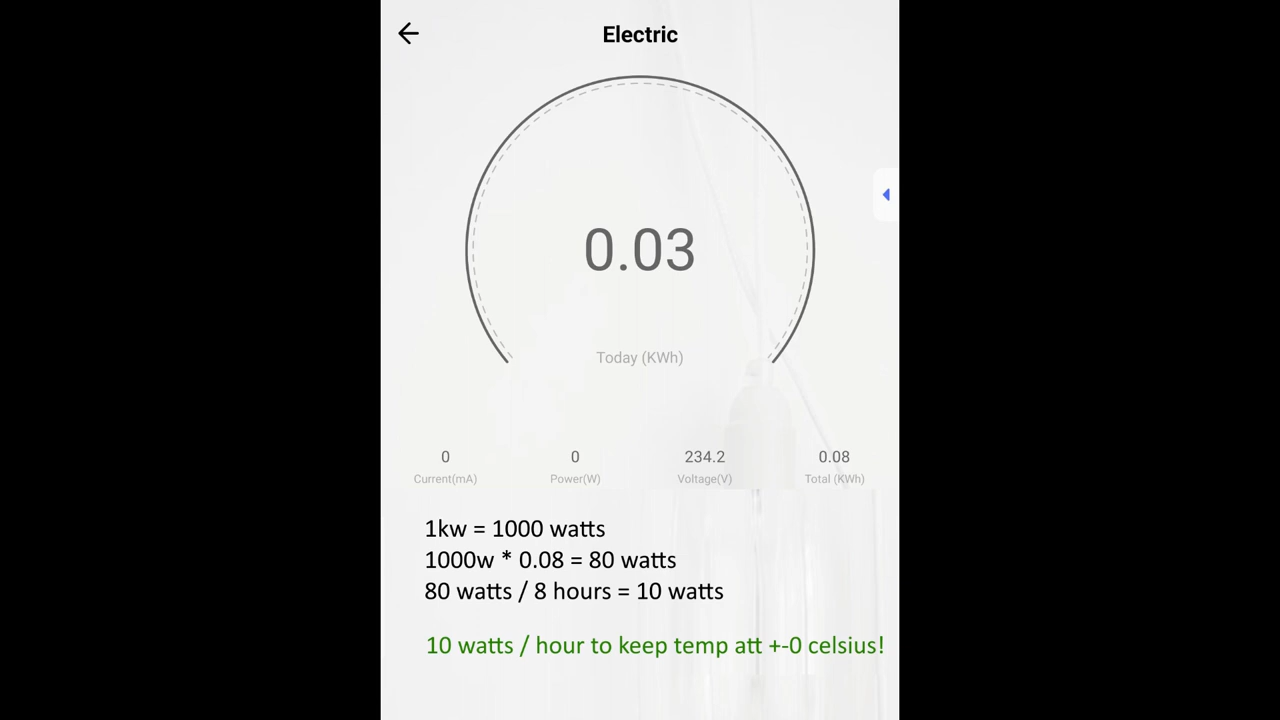 Electric
0.03
Today (KWh)
0 0 234.2 0.08
Current(mA) Power(W) Voltage(V) Total (KWh)
1kw = 1000 watts
1000w * 0.08 = 80 watts
80 watts / 8 hours = 10 watts
10 watts / hour to keep temp att +-0 celsius!